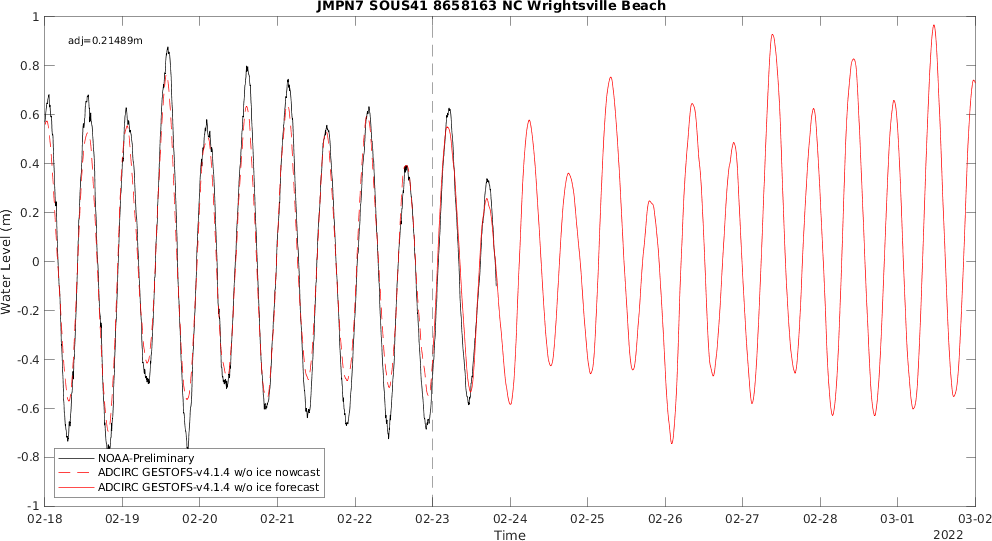 JMPN7 SOUS41 8658163 NC Wrightsville Beach
adj=0.21489m
1
0.8
0.6
0.4
0.2
0
-0.2
-0.4
-0.6
-0.8
-1
Water Level (m)
NOAA-Preliminary
ADCIRC GESTOFS-v4.1.4 w/o ice nowcast
ADCIRC GESTOFS-v4.1.4 w/o ice forecast
02-18 02-19 02-20 02-21 02-22 02-23 02-24 02-25 02-26 02-27 02-28 03-01 03-02
Time
2022